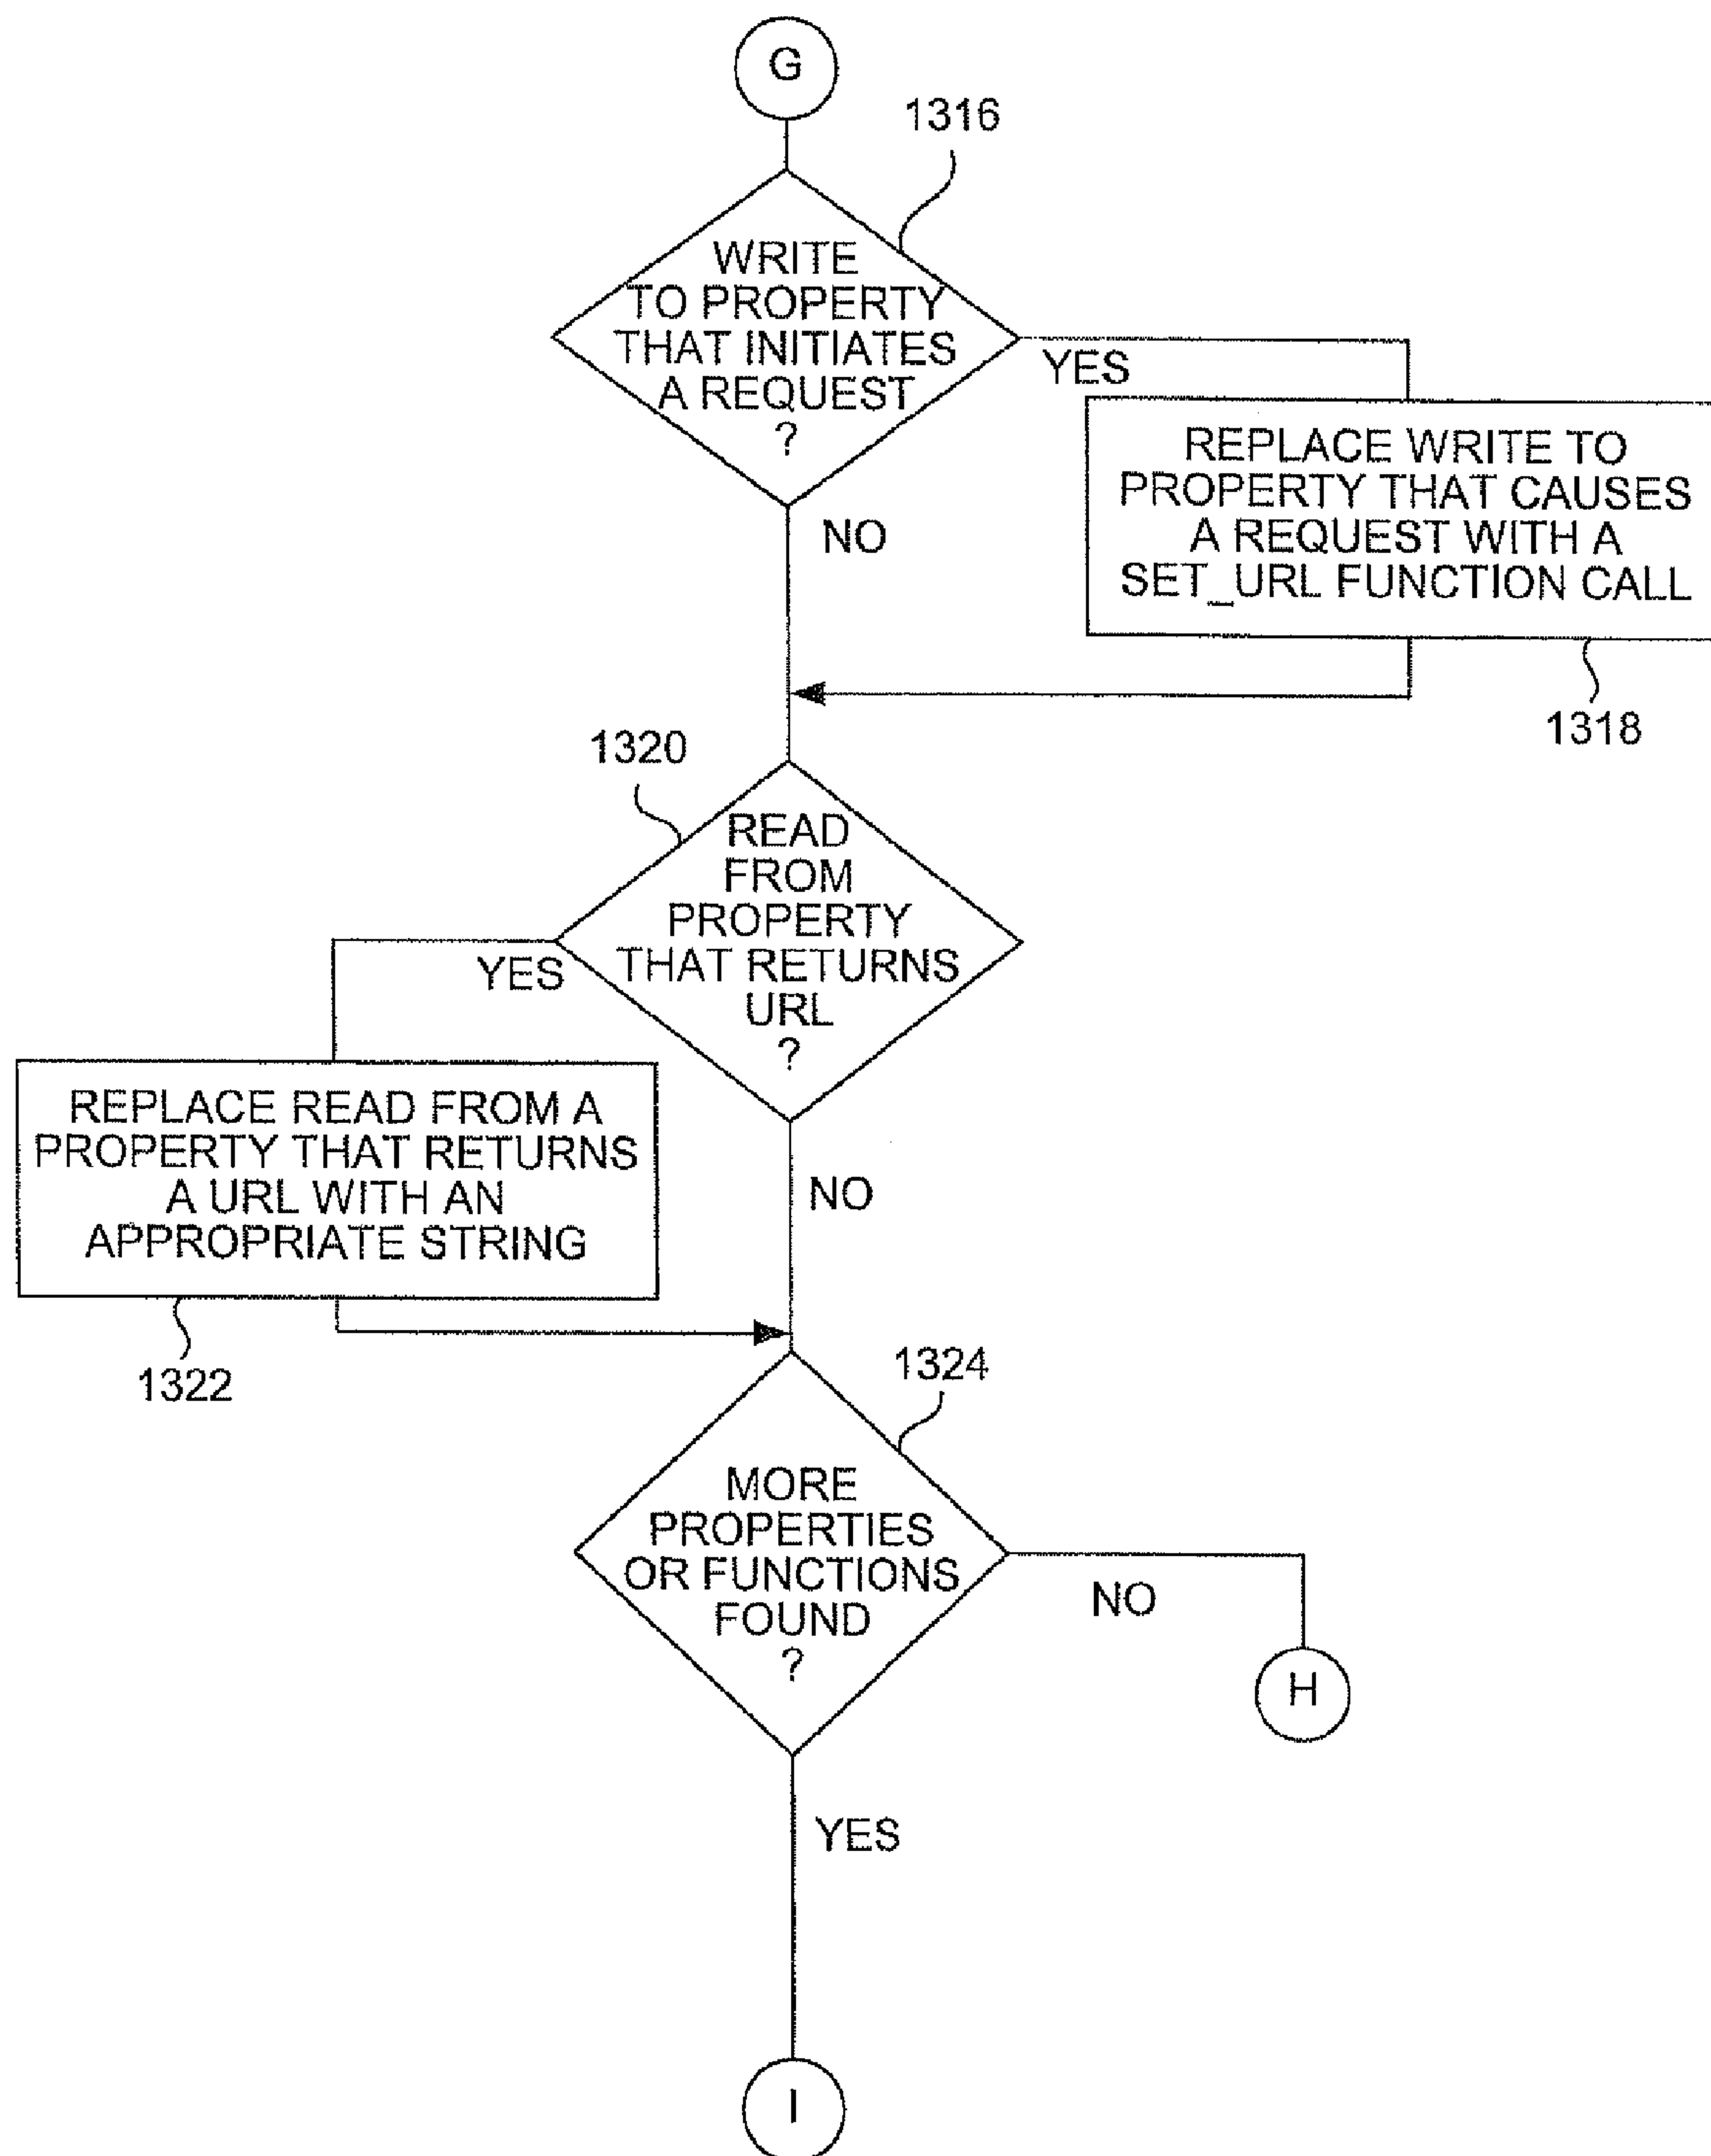 G
1316
WRITE
TO PROPERTY
THAT INITIATES
A REQUEST
?
YES
NO
REPLACE WRITE TO
PROPERTY THAT CAUSES
A REQUEST WITH A
SET_URL FUNCTION CALL
1318
1320
READ
FROM
PROPERTY
THAT RETURNS
URL
?
YES
NO
REPLACE READ FROM A
PROPERTY THAT RETURNS
A URL WITH AN
APPROPRIATE STRING
1322
1324
MORE
PROPERTIES
OR FUNCTIONS
FOUND
?
NO
H
YES
I